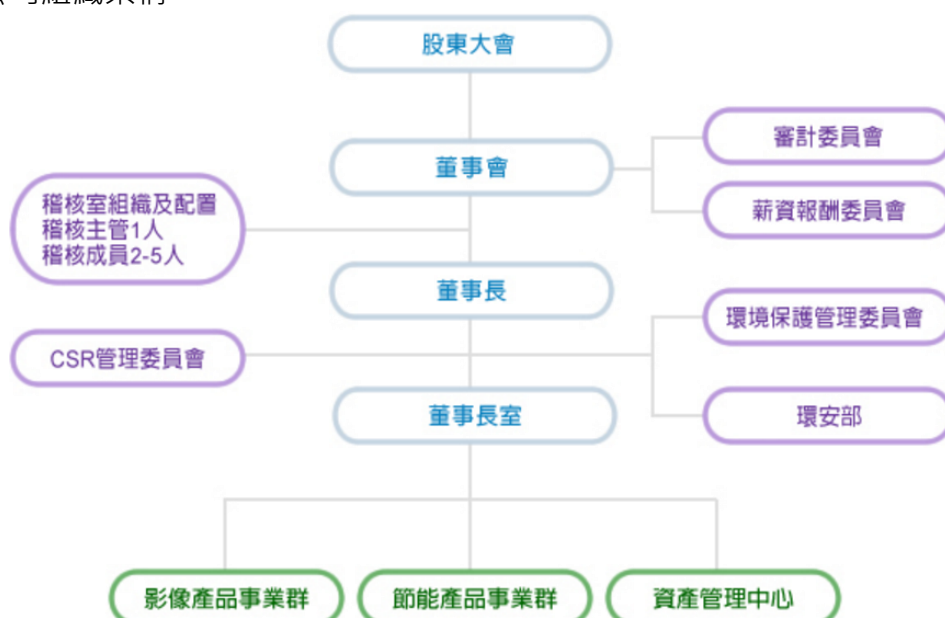 股東大會
董事會
審計委員會
薪資報酬委員會
稽核室組織及配置
稽核主管1人
稽核成員2-5人
董事長
環境保護管理委員會
CSR管理委員會
董事長室
環安部
影像產品事業群
節能產品事業群
資產管理中心